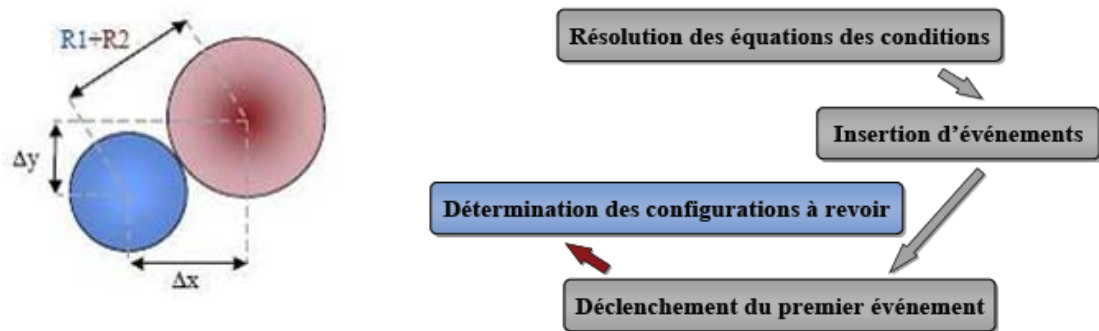 R1+R2
Δy
Δx
Résolution des équations des conditions
Insertion d'événements
Détermination des configurations à revoir
Déclenchement du premier événement